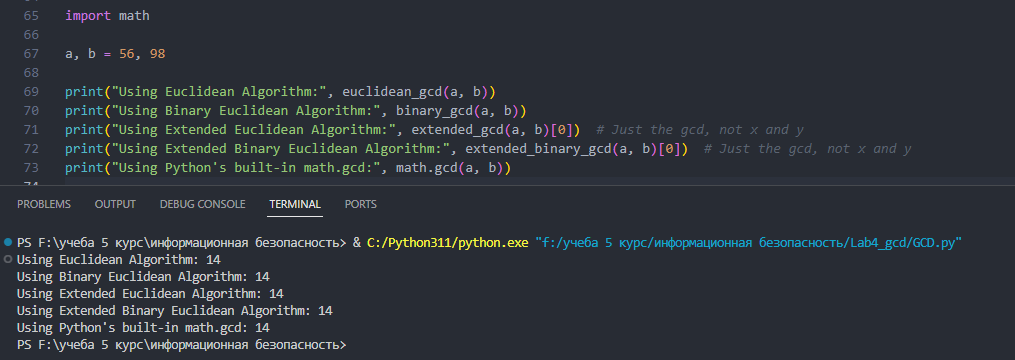 65 import math
66
67 a, b = 56, 98
68
69 print("Using Euclidean Algorithm:", euclidean_gcd(a, b))
70 print("Using Binary Euclidean Algorithm:", binary_gcd(a, b))
71 print("Using Extended Euclidean Algorithm:", extended_gcd(a, b)[0])  # Just the gcd, not x and y
72 print("Using Extended Binary Euclidean Algorithm:", extended_binary_gcd(a, b)[0])  # Just the gcd, not x and y
73 print("Using Python's built-in math.gcd:", math.gcd(a, b))
PROBLEMS OUTPUT DEBUG CONSOLE TERMINAL PORTS
PS F:\учеба 5 курс\информационная безопасность> & C:/Python311/python.exe "f:/учеба 5 курс/информационная безопасность/Lab4_gcd/GCD.py"
Using Euclidean Algorithm: 14
Using Binary Euclidean Algorithm: 14
Using Extended Euclidean Algorithm: 14
Using Extended Binary Euclidean Algorithm: 14
Using Python's built-in math.gcd: 14
PS F:\учеба 5 курс\информационная безопасность>